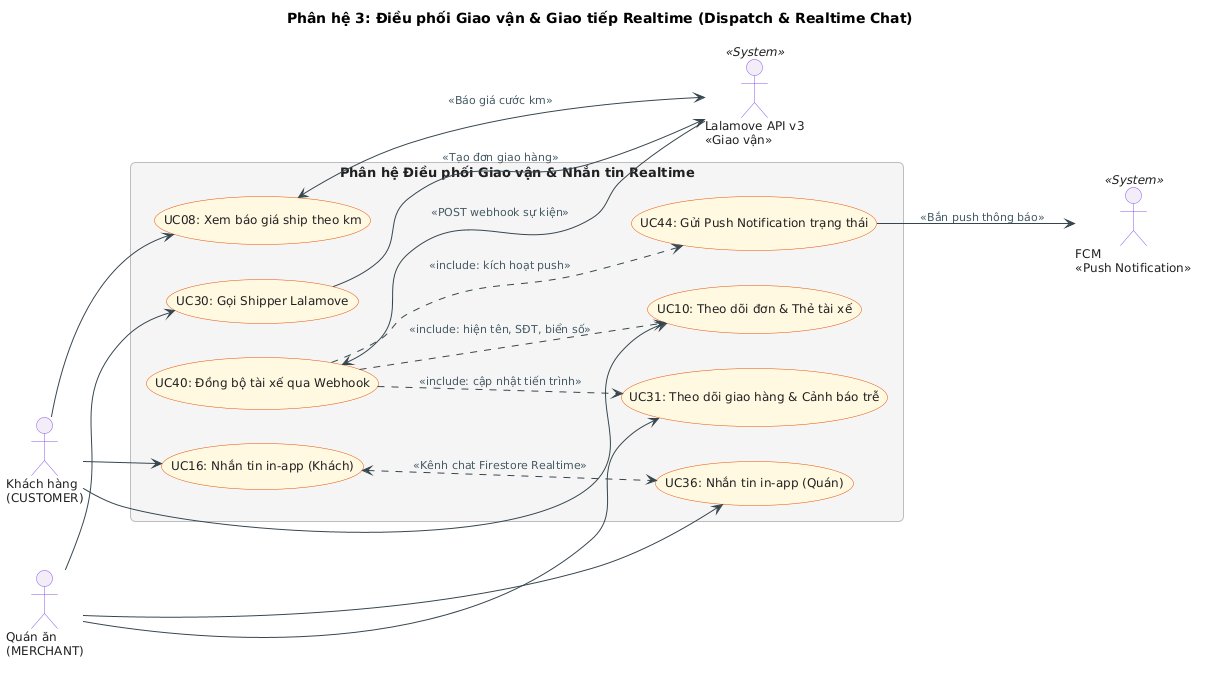 Phân hệ 3: Điều phối Giao vận & Giao tiếp Realtime (Dispatch & Realtime Chat)
«System»
Lalamove API v3
«Giao vận»
«Báo giá cước km»
«Tạo đơn giao hàng»
Phân hệ Điều phối Giao vận & Nhắn tin Realtime
«System»
FCM
«Push Notification»
UC08: Xem báo giá ship theo km
«POST webhook sự kiện»
UC44: Gửi Push Notification trạng thái
«Bắn push thông báo»
«include: kích hoạt push»
UC30: Gọi Shipper Lalamove
UC10: Theo dõi đơn & Thẻ tài xế
«include: hiện tên, SĐT, biển số»
UC40: Đồng bộ tài xế qua Webhook
«include: cập nhật tiến trình»
UC31: Theo dõi giao hàng & Cảnh báo trễ
UC16: Nhắn tin in-app (Khách)
«Kênh chat Firestore Realtime»
UC36: Nhắn tin in-app (Quán)
Khách hàng
(CUSTOMER)
Quán ăn
(MERCHANT)